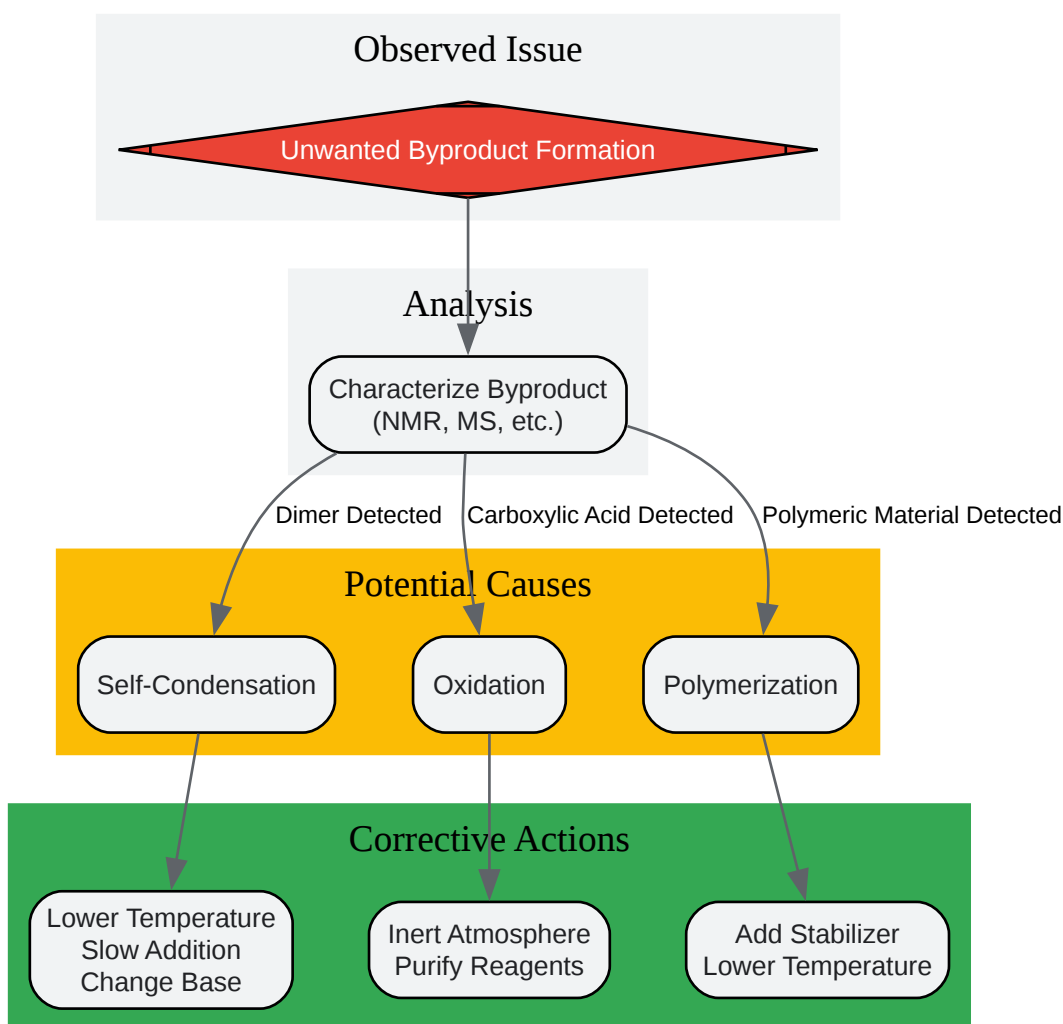 Observed Issue
Unwanted Byproduct Formation
Analysis
Characterize Byproduct
(NMR, MS, etc.)
Dimer Detected
Carboxylic Acid Detected
Polymeric Material Detected
Potential Causes
Self-Condensation
Oxidation
Polymerization
Corrective Actions
Lower Temperature
Slow Addition
Change Base
Inert Atmosphere
Purify Reagents
Add Stabilizer
Lower Temperature